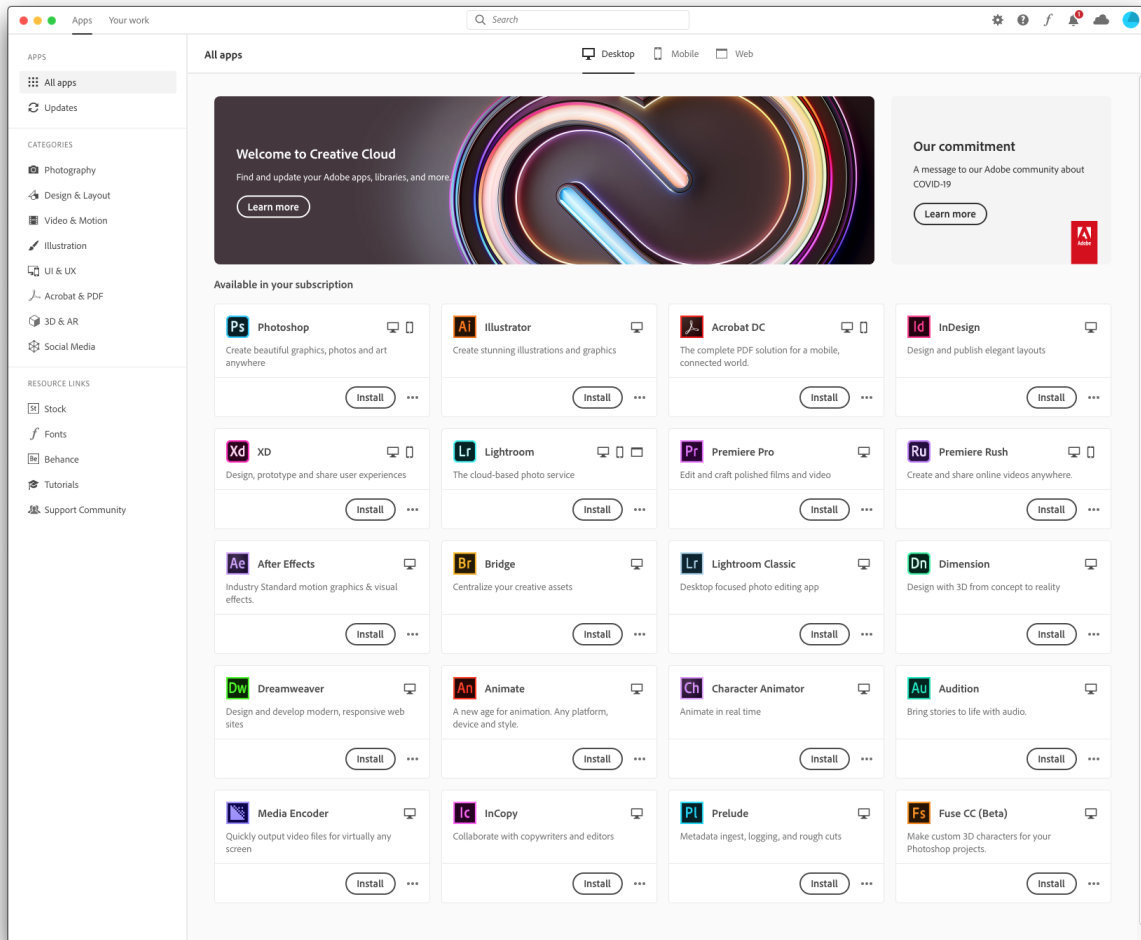 Apps Your work
Search
1
APPS
All apps
Updates
CATEGORIES
Photography
Design & Layout
Video & Motion
Illustration
UI & UX
Acrobat & PDF
3D & AR
Social Media
RESOURCE LINKS
St Stock
Fonts
Be Behance
Tutorials
Support Community
All apps
Desktop Mobile Web
Welcome to Creative Cloud
Find and update your Adobe apps, libraries, and more.
Learn more
Our commitment
A message to our Adobe community about
COVID-19
Learn more
Adobe
Available in your subscription
Ps Photoshop
Create beautiful graphics, photos and art
anywhere
Install
Ai Illustrator
Create stunning illustrations and graphics
Install
Acrobat DC
The complete PDF solution for a mobile,
connected world.
Install
Id InDesign
Design and publish elegant layouts
Install
Xd XD
Design, prototype and share user experiences
Install
Lr Lightroom
The cloud-based photo service
Install
Pr Premiere Pro
Edit and craft polished films and video
Install
Ru Premiere Rush
Create and share online videos anywhere.
Install
Ae After Effects
Industry Standard motion graphics & visual
effects.
Install
Br Bridge
Centralize your creative assets
Install
Lr Lightroom Classic
Desktop focused photo editing app
Install
Dn Dimension
Design with 3D from concept to reality
Install
Dw Dreamweaver
Design and develop modern, responsive web
sites
Install
An Animate
A new age for animation. Any platform,
device and style.
Install
Ch Character Animator
Animate in real time
Install
Au Audition
Bring stories to life with audio.
Install
Media Encoder
Quickly output video files for virtually any
screen
Install
Ic InCopy
Collaborate with copywriters and editors
Install
Pl Prelude
Metadata ingest, logging, and rough cuts
Install
Fs Fuse CC (Beta)
Make custom 3D characters for your
Photoshop projects.
Install